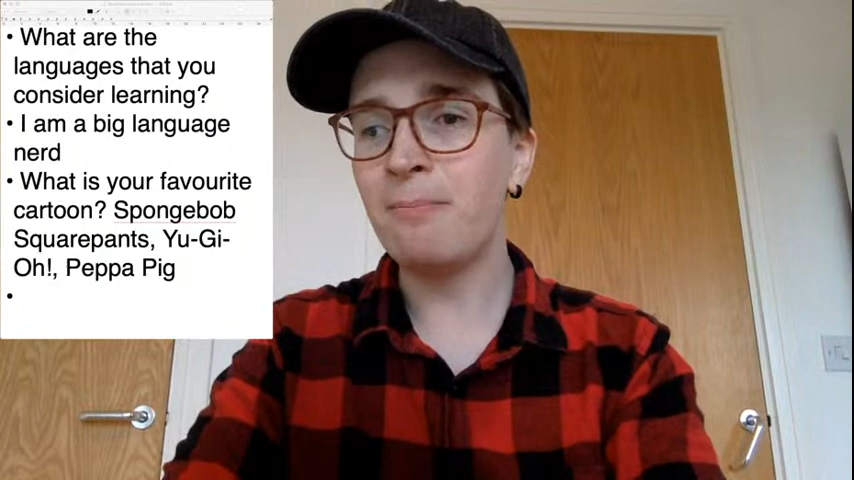 • What are the
languages that you
consider learning?
• I am a big language
nerd
• What is your favourite
cartoon? Spongebob
Squarepants, Yu-Gi-
Oh!, Peppa Pig
•